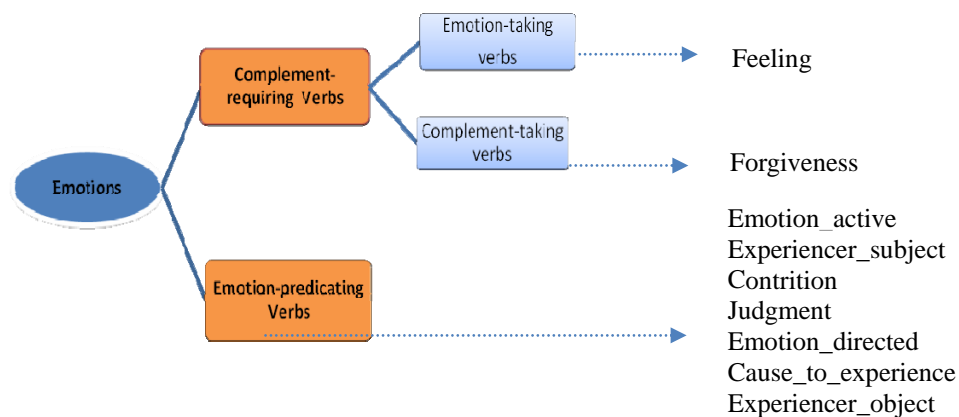 Emotion-taking
verbs
Feeling
Complement-
requiring Verbs
Complement-taking
verbs
Forgiveness
Emotions
Emotion-predicating
Verbs
Emotion_active
Experiencer_subject
Contrition
Judgment
Emotion_directed
Cause_to_experience
Experiencer_object